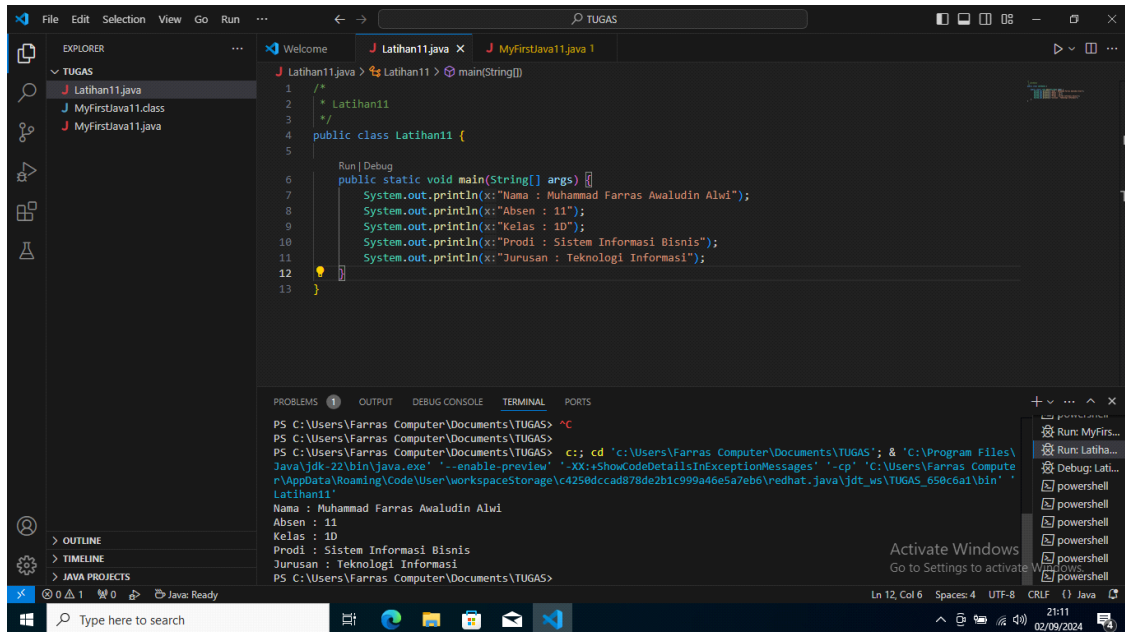 File Edit Selection View Go Run ··· ← → TUGAS
EXPLORER ···
TUGAS
Latihan11.java
MyFirstJava11.class
MyFirstJava11.java
OUTLINE
TIMELINE
JAVA PROJECTS
Welcome J Latihan11.java × J MyFirstJava11.java 1
J Latihan11.java > Latihan11 > main(String[])
1 /*
2 * Latihan11
3 */
4 public class Latihan11 {
5
Run | Debug
6 public static void main(String[] args) {
7 System.out.println(x:"Nama : Muhammad Farras Awaludin Alwi");
8 System.out.println(x:"Absen : 11");
9 System.out.println(x:"Kelas : 1D");
10 System.out.println(x:"Prodi : Sistem Informasi Bisnis");
11 System.out.println(x:"Jurusan : Teknologi Informasi");
12 }
13 }
PROBLEMS 1 OUTPUT DEBUG CONSOLE TERMINAL PORTS
PS C:\Users\Farras Computer\Documents\TUGAS> ^C
PS C:\Users\Farras Computer\Documents\TUGAS>
PS C:\Users\Farras Computer\Documents\TUGAS> c:; cd 'c:\Users\Farras Computer\Documents\TUGAS'; & 'C:\Program Files\
Java\jdk-22\bin\java.exe' '--enable-preview' '-XX:+ShowCodeDetailsInExceptionMessages' '-cp' 'C:\Users\Farras Compute
r\AppData\Roaming\Code\User\workspaceStorage\c4250dccad878de2b1c999a46e5a7eb6\redhat.java\jdt_ws\TUGAS_650c6a1\bin' '
Latihan11'
Nama : Muhammad Farras Awaludin Alwi
Absen : 11
Kelas : 1D
Prodi : Sistem Informasi Bisnis
Jurusan : Teknologi Informasi
PS C:\Users\Farras Computer\Documents\TUGAS>
powershell
Run: MyFirs...
Run: Latiha...
Debug: Lati...
powershell
powershell
powershell
powershell
powershell
powershell
Activate Windows
Go to Settings to activate Windows.
0 1 0 Java: Ready Ln 12, Col 6 Spaces: 4 UTF-8 CRLF {} Java
Type here to search
21:11
02/09/2024
4